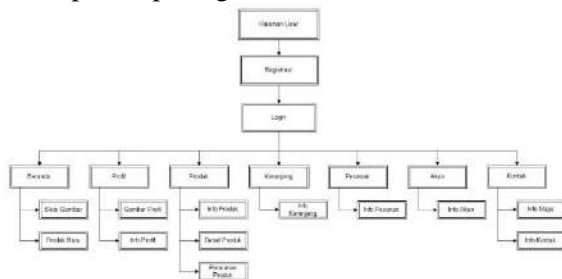 Halaman User
Registrasi
Login
Beranda
Profil
Produk
Keranjang
Pesanan
Akun
Kontak
Slide Gambar
Gambar Profil
Info Produk
Info
Keranjang
Info Pesanan
Info Akun
Info Maps
Produk Baru
Info Profil
Detail Produk
Info Kontak
Produk